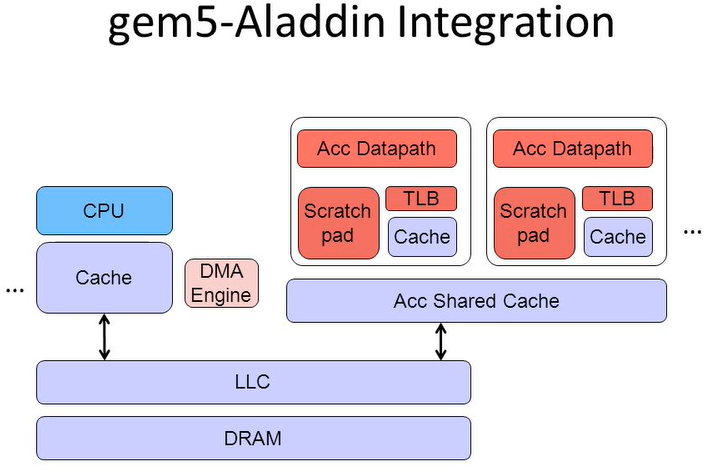 gem5-Aladdin Integration
Acc Datapath
Scratch
pad
TLB
Cache
Acc Datapath
Scratch
pad
TLB
Cache
...
CPU
...
Cache
DMA
Engine
Acc Shared Cache
LLC
DRAM